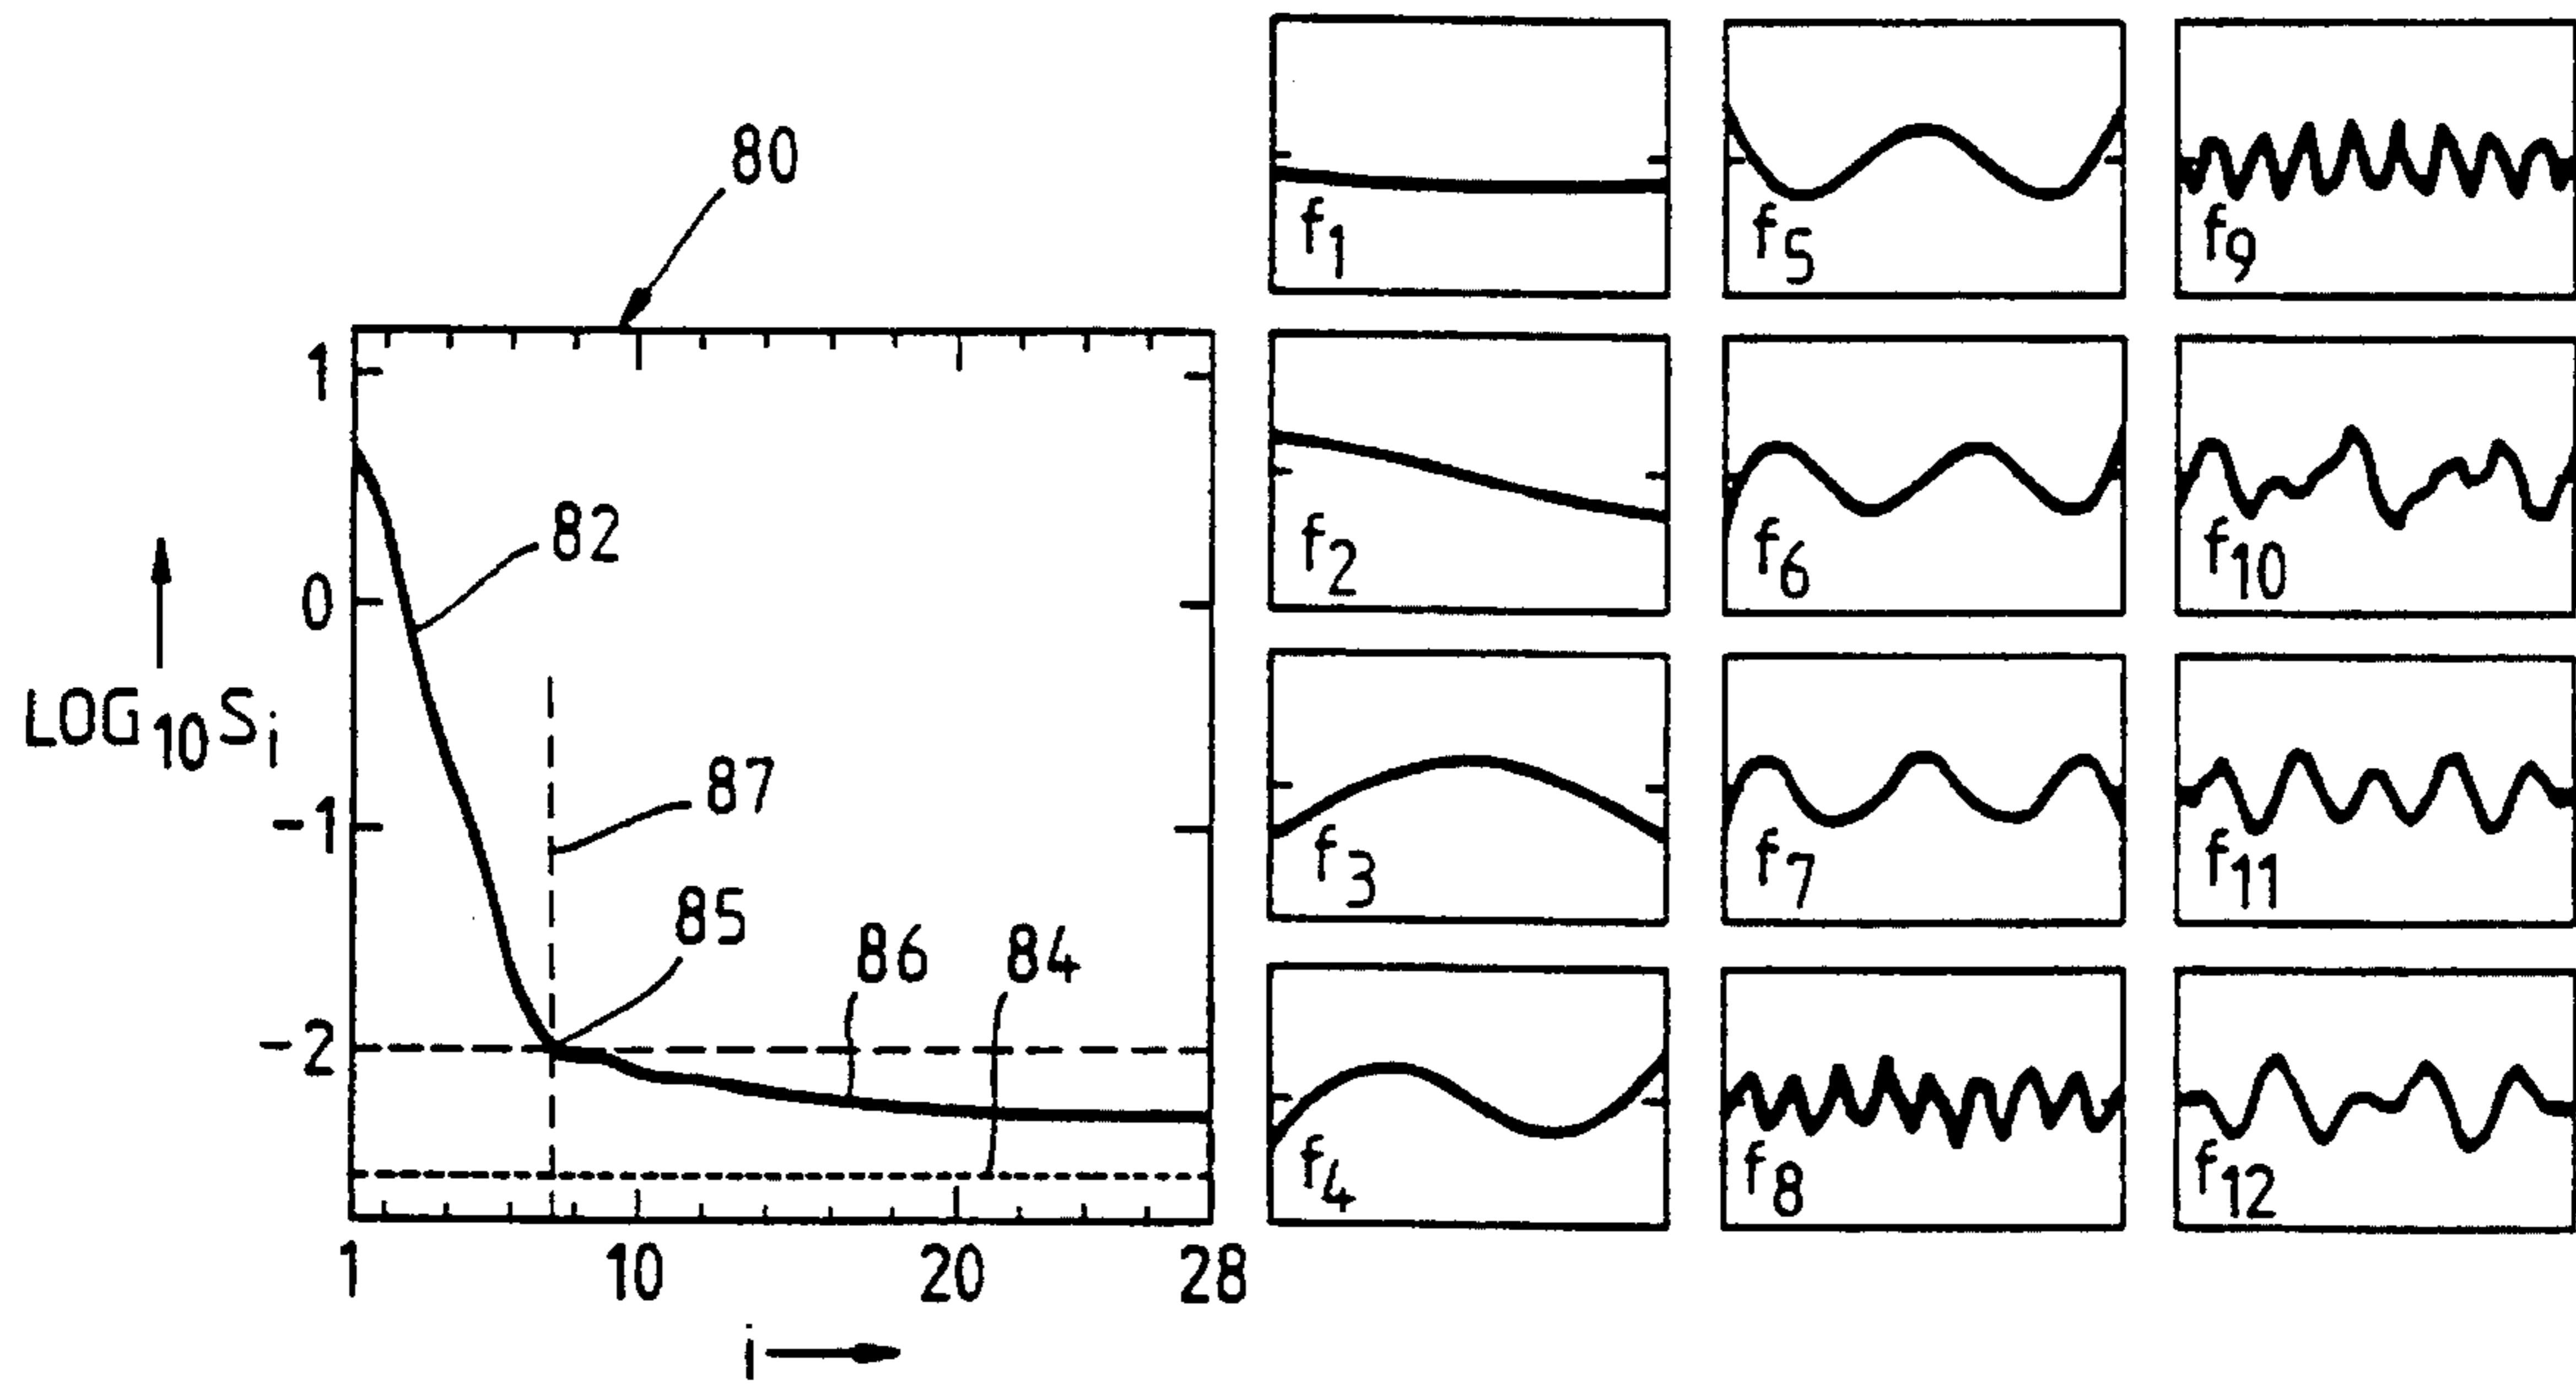 80
1
82
0
LOG₁₀Sᵢ
87
-1
85
86
84
-2
1 10 20 28
i
f₁
f₂
f₃
f₄
f₅
f₆
f₇
f₈
f₉
f₁₀
f₁₁
f₁₂